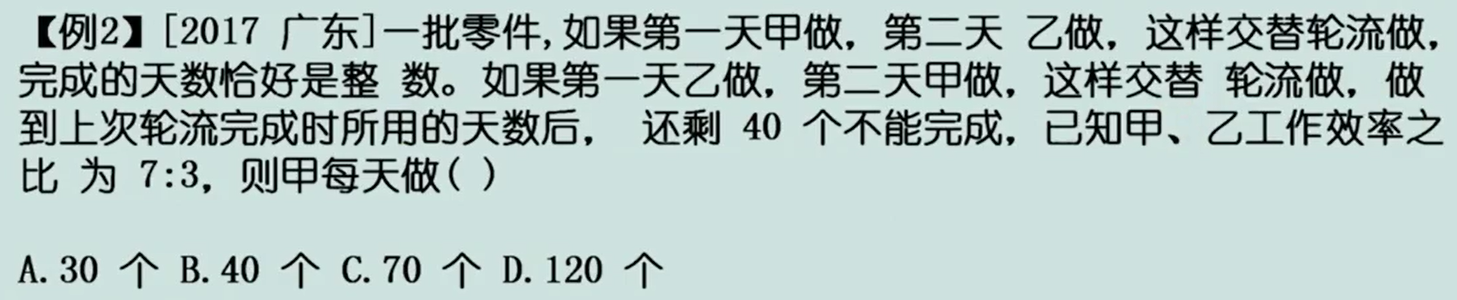 【例2】[2017 广东]一批零件,如果第一天甲做，第二天 乙做，这样交替轮流做，
完成的天数恰好是整 数。如果第一天乙做，第二天甲做，这样交替 轮流做，做
到上次轮流完成时所用的天数后， 还剩 40 个不能完成，已知甲、乙工作效率之
比 为 7:3，则甲每天做( )
A.30 个 B.40 个 C.70 个 D.120 个